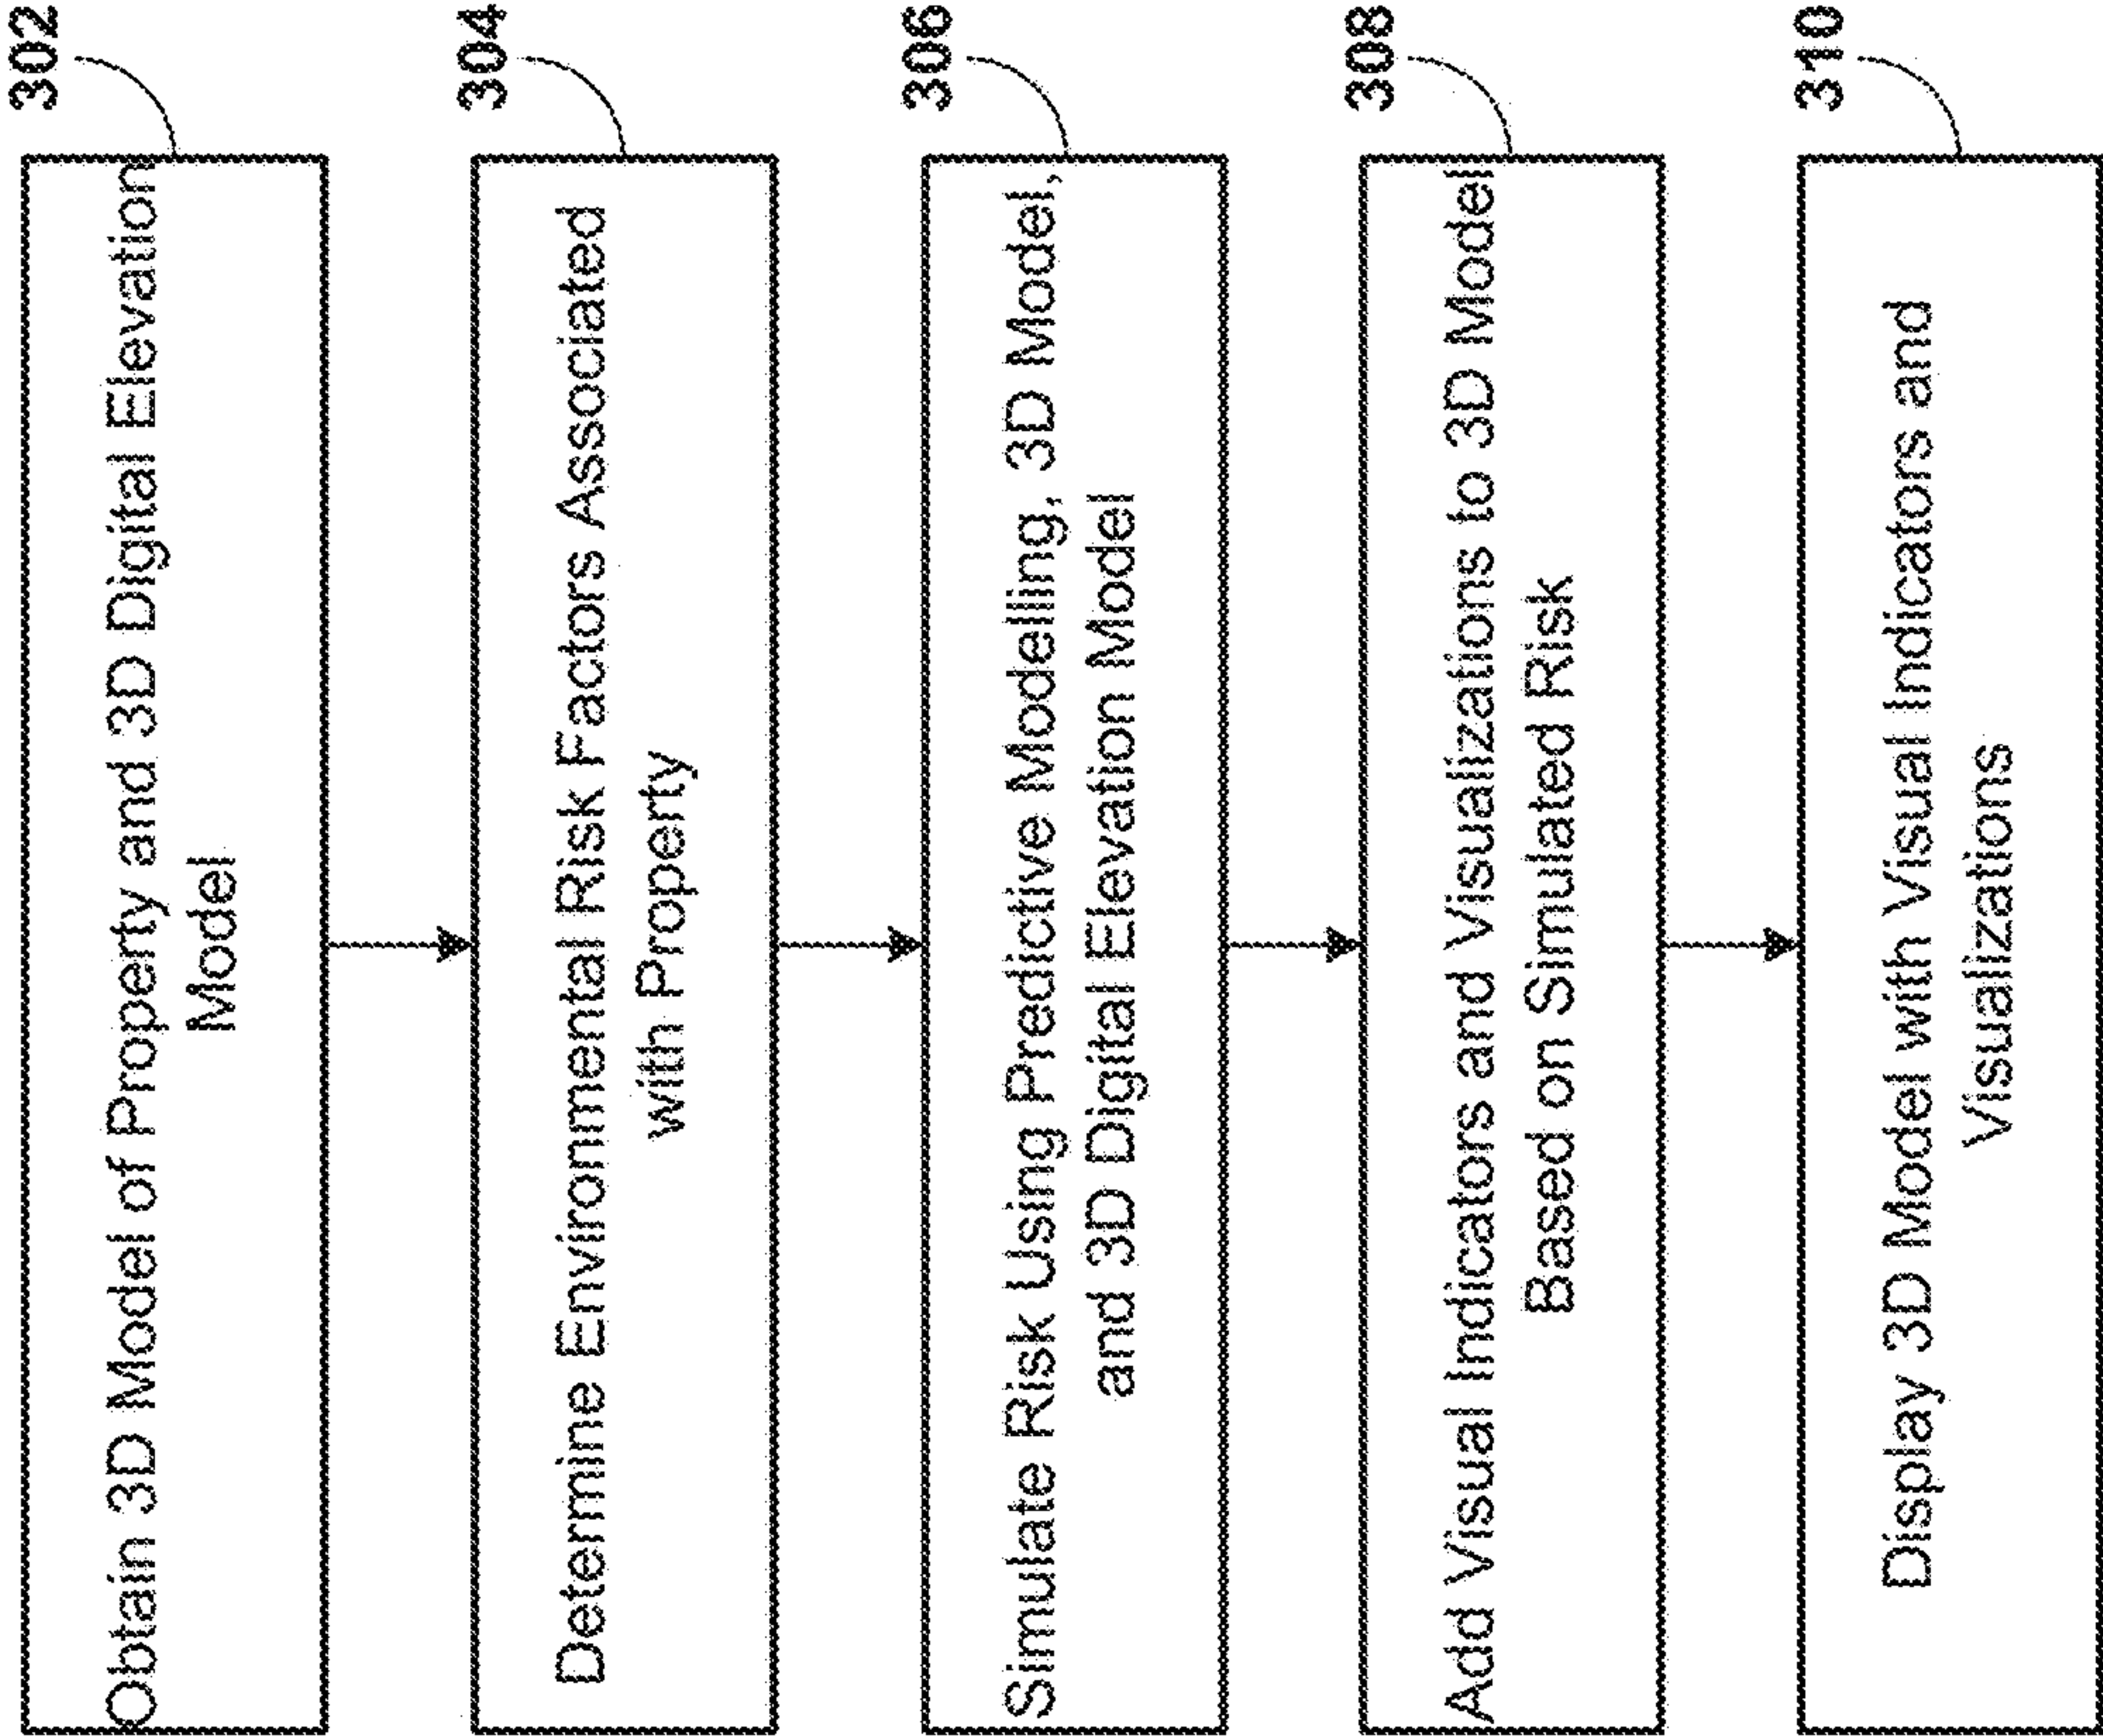 302
Obtain 3D Model of Property and 3D Digital Elevation
Model
304
Determine Environmental Risk Factors Associated
with Property
306
Simulate Risk Using Predictive Modelling, 3D Model,
and 3D Digital Elevation Model
308
Add Visual Indicators and Visualizations to 3D Model
Based on Simulated Risk
310
Display 3D Model with Visual Indicators and
Visualizations